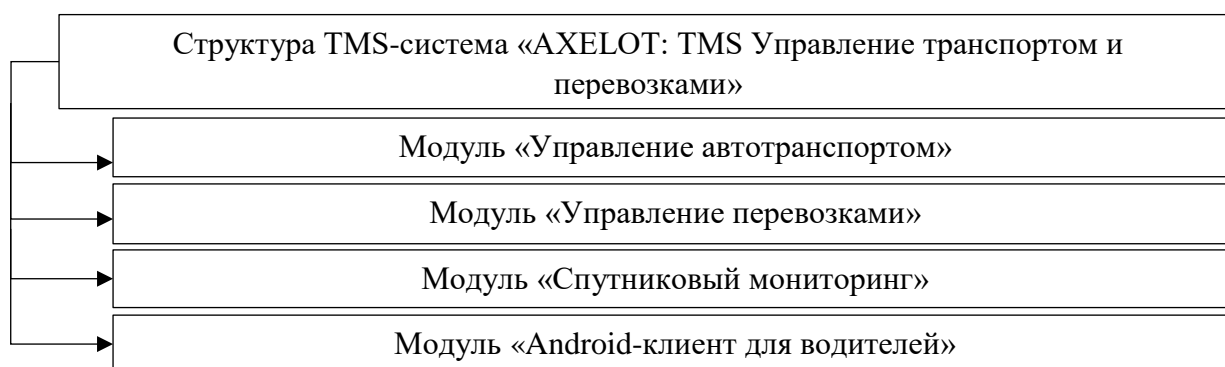 Структура TMS-система «AXELOT: TMS Управление транспортом и
перевозками»
Модуль «Управление автотранспортом»
Модуль «Управление перевозками»
Модуль «Спутниковый мониторинг»
Модуль «Android-клиент для водителей»